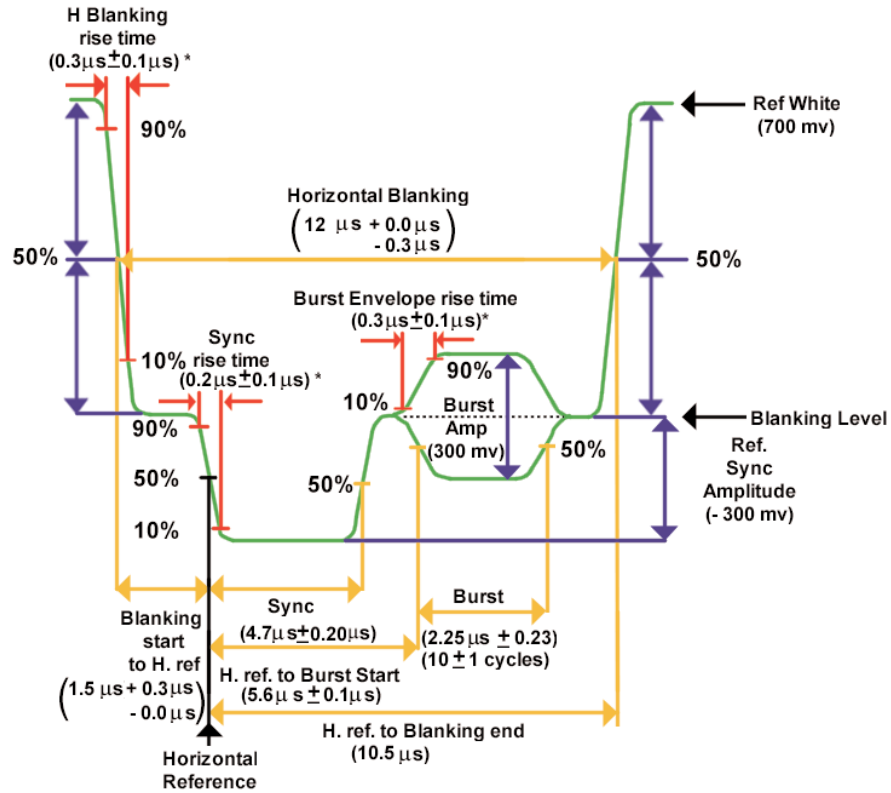 H Blanking
rise time
(0.3μs±0.1μs) *
90%
Ref White
(700 mv)
Horizontal Blanking
(12 μs + 0.0μs
- 0.3μs)
50%
50%
Burst Envelope rise time
(0.3μs±0.1μs)*
Sync
rise time
(0.2μs±0.1μs) *
10%
90%
10%
90%
Burst
Amp
(300 mv)
Blanking Level
50%
50%
50%
Ref.
Sync
Amplitude
(- 300 mv)
10%
Sync
(4.7μs±0.20μs)
Burst
(2.25μs ± 0.23)
(10 ± 1 cycles)
Blanking
start
to H. ref
(1.5 μs+ 0.3μs
- 0.0μs)
H. ref. to Burst Start
(5.6μs ±0.1μs)
H. ref. to Blanking end
(10.5 μs)
Horizontal
Reference